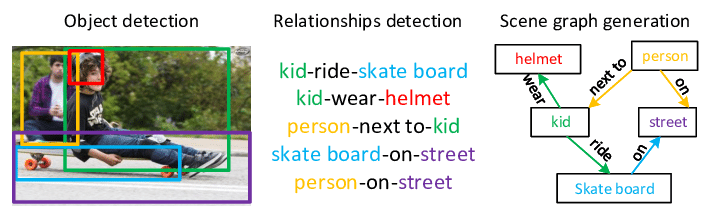 Object detection
Relationships detection
Scene graph generation
kid-ride-skate board
kid-wear-helmet
person-next to-kid
skate board-on-street
person-on-street
helmet
person
wear
next to
on
kid
street
ride
on
Skate board